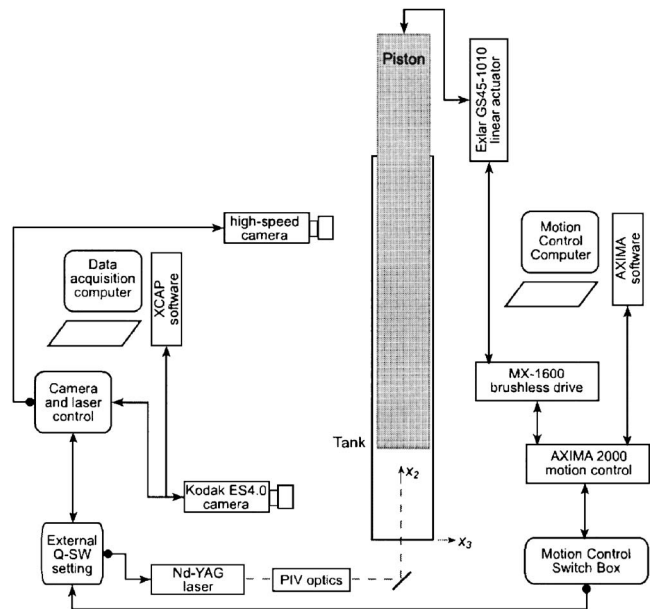 Piston
Exlar GS45-1010
linear actuator
high-speed
camera
Data
acquisition
computer
XCAP
software
Motion
Control
Computer
AXIMA
software
Camera
and laser
control
MX-1600
brushless drive
Tank
x2
AXIMA 2000
motion control
Kodak ES4.0
camera
x3
External
Q-SW
setting
Nd-YAG
laser
PIV optics
Motion Control
Switch Box